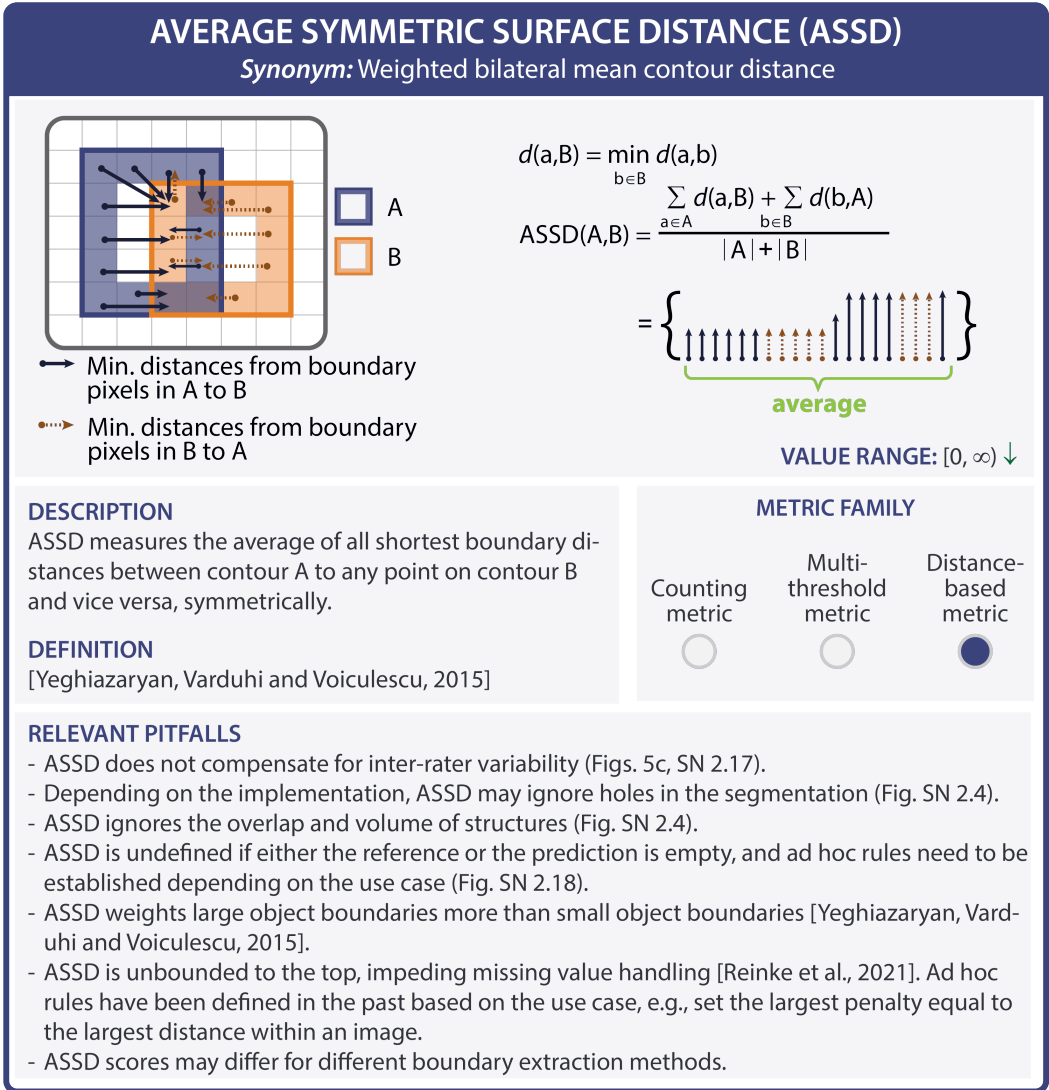 AVERAGE SYMMETRIC SURFACE DISTANCE (ASSD)
Synonym: Weighted bilateral mean contour distance
A
B
Min. distances from boundary
pixels in A to B
Min. distances from boundary
pixels in B to A
d(a,B) = min d(a,b)
b∈B
ASSD(A,B) = 
∑ d(a,B) + ∑ d(b,A)
a∈A b∈B
|A|+|B|
= { }
average
VALUE RANGE: [0, ∞) ↓
DESCRIPTION
ASSD measures the average of all shortest boundary di-
stances between contour A to any point on contour B
and vice versa, symmetrically.
DEFINITION
[Yeghiazaryan, Varduhi and Voiculescu, 2015]
METRIC FAMILY
Counting
metric
Multi-
threshold
metric
Distance-
based
metric
RELEVANT PITFALLS
- ASSD does not compensate for inter-rater variability (Figs. 5c, SN 2.17).
- Depending on the implementation, ASSD may ignore holes in the segmentation (Fig. SN 2.4).
- ASSD ignores the overlap and volume of structures (Fig. SN 2.4).
- ASSD is undefined if either the reference or the prediction is empty, and ad hoc rules need to be
established depending on the use case (Fig. SN 2.18).
- ASSD weights large object boundaries more than small object boundaries [Yeghiazaryan, Vard-
uhi and Voiculescu, 2015].
- ASSD is unbounded to the top, impeding missing value handling [Reinke et al., 2021]. Ad hoc
rules have been defined in the past based on the use case, e.g., set the largest penalty equal to
the largest distance within an image.
- ASSD scores may differ for different boundary extraction methods.